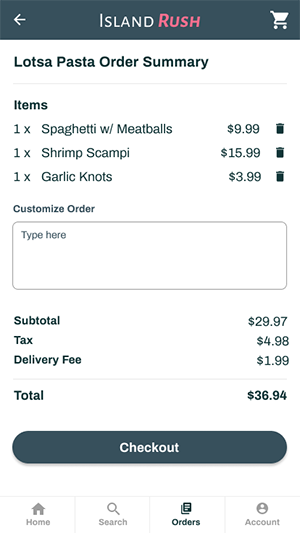 ISLAND RUSH
Lotsa Pasta Order Summary
Items
1 x Spaghetti w/ Meatballs $9.99
1 x Shrimp Scampi $15.99
1 x Garlic Knots $3.99
Customize Order
Type here
Subtotal $29.97
Tax $4.98
Delivery Fee $1.99
Total $36.94
Checkout
Home Search Orders Account